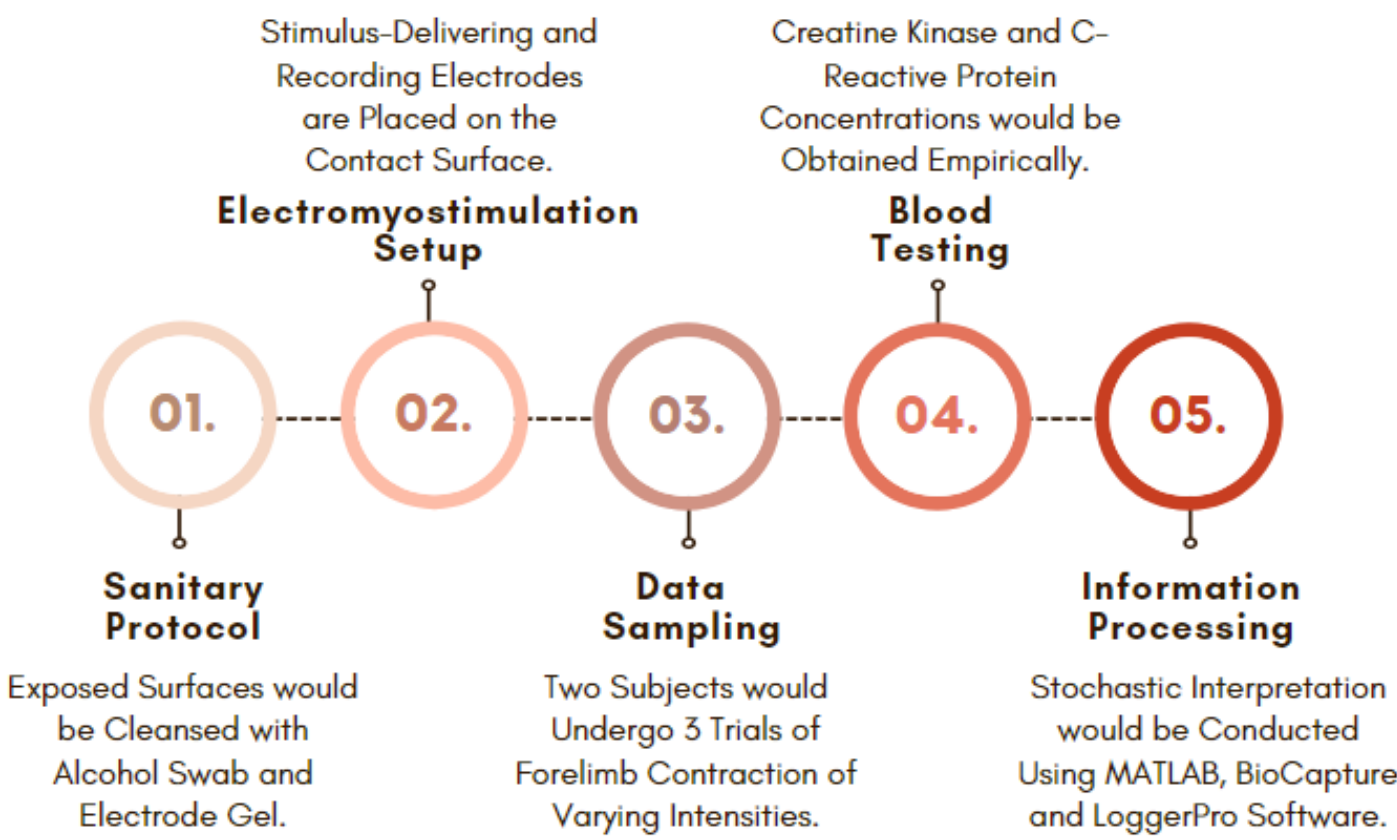 Stimulus-Delivering and
Recording Electrodes
are Placed on the
Contact Surface.
Electromyostimulation
Setup
Creatine Kinase and C-
Reactive Protein
Concentrations would be
Obtained Empirically.
Blood
Testing
01.
02.
03.
04.
05.
Sanitary
Protocol
Exposed Surfaces would
be Cleansed with
Alcohol Swab and
Electrode Gel.
Data
Sampling
Two Subjects would
Undergo 3 Trials of
Forelimb Contraction of
Varying Intensities.
Information
Processing
Stochastic Interpretation
would be Conducted
Using MATLAB, BioCapture
and LoggerPro Software.